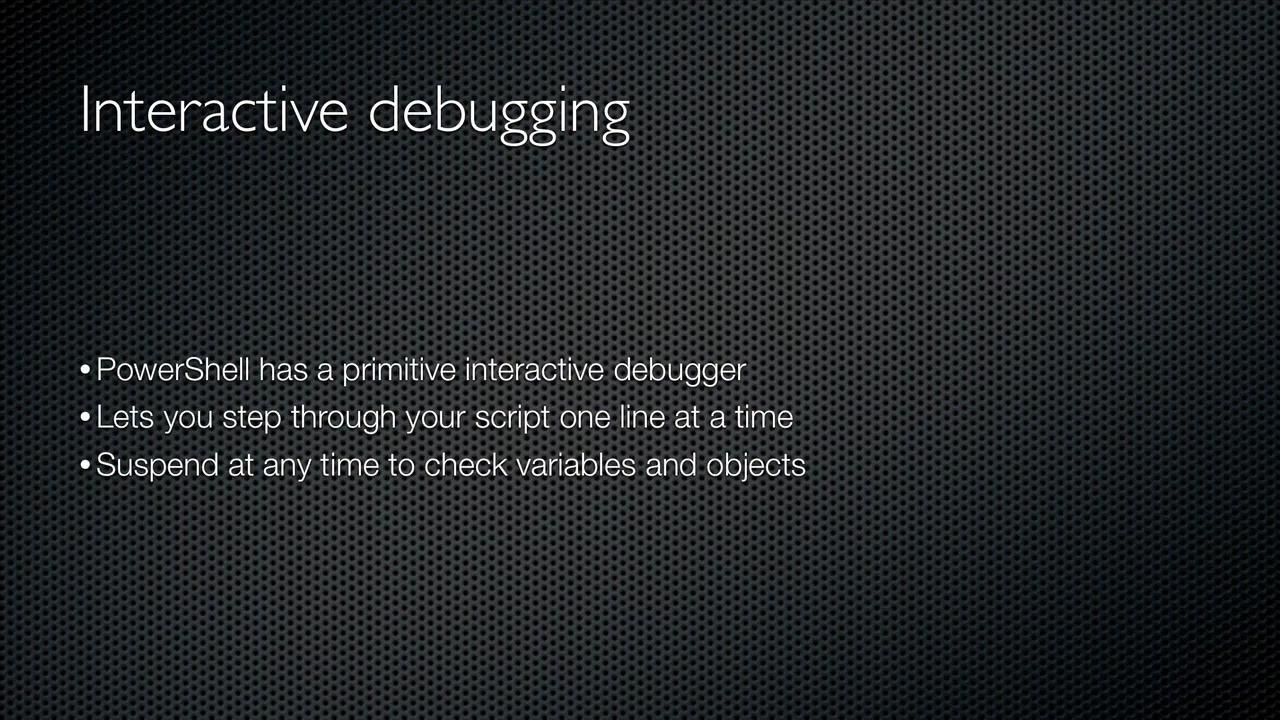 Interactive debugging
• PowerShell has a primitive interactive debugger
• Lets you step through your script one line at a time
• Suspend at any time to check variables and objects